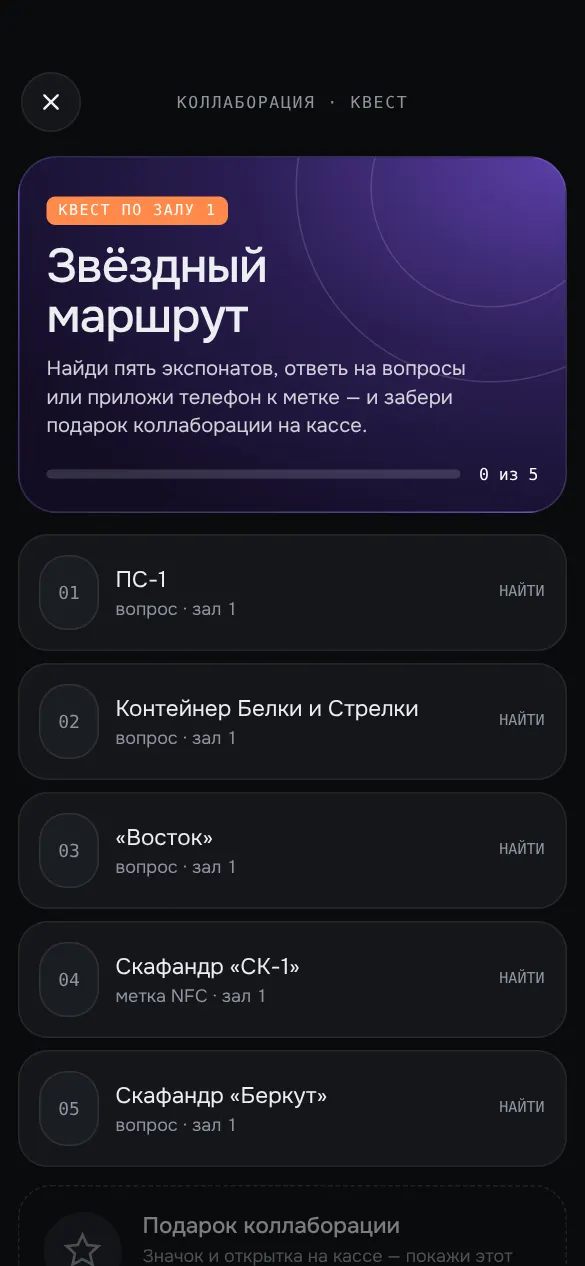 КОЛЛАБОРАЦИЯ · КВЕСТ
КВЕСТ ПО ЗАЛУ 1
Звёздный
маршрут
Найди пять экспонатов, ответь на вопросы
или приложи телефон к метке — и забери
подарок коллаборации на кассе.
0 из 5
01
ПС-1
вопрос · зал 1
НАЙТИ
02
Контейнер Белки и Стрелки
вопрос · зал 1
НАЙТИ
03
«Восток»
вопрос · зал 1
НАЙТИ
04
Скафандр «СК-1»
метка NFC · зал 1
НАЙТИ
05
Скафандр «Беркут»
вопрос · зал 1
НАЙТИ
Подарок коллаборации
Значок и открытка на кассе — покажи этот